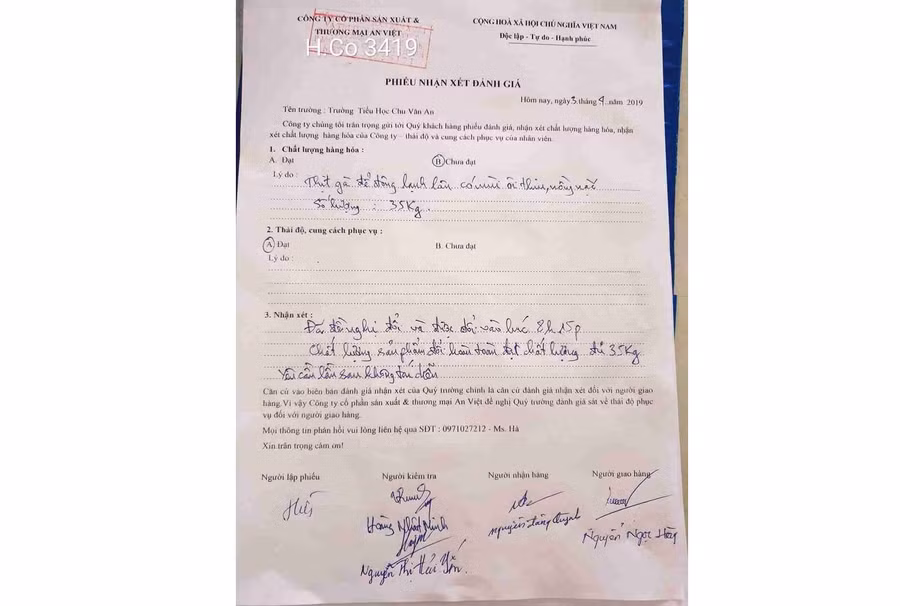 CÔNG TY CỔ PHẦN SẢN XUẤT &
THƯƠNG MẠI AN VIỆT
H.Co 3419
CỘNG HOÀ XÃ HỘI CHỦ NGHĨA VIỆT NAM
Độc lập - Tự do - Hạnh phúc
PHIẾU NHẬN XÉT ĐÁNH GIÁ
Hôm nay, ngày 3 tháng 9 năm 2019
Tên trường : Trường Tiểu Học Chu Văn An
Công ty chúng tôi trân trọng gửi tới Quý khách hàng phiếu đánh giá, nhận xét chất lượng hàng hóa, nhận
xét chất lượng hàng hóa của Công ty – thái độ và cung cách phục vụ của nhân viên.
1. Chất lượng hàng hóa :
A. Đạt B. Chưa đạt
Lý do : Thịt gà để đông lạnh lâu có mùi ôi thiu, nồng nặc
Số lượng : 35Kg.
2. Thái độ, cung cách phục vụ :
A. Đạt B. Chưa đạt
Lý do :
3. Nhận xét :
Đã đề nghị đổi và được đổi vào lúc 8h15p
Chất lượng sản phẩm đổi hoàn toàn đạt chất lượng đủ 35Kg
Yêu cầu lần sau không tái diễn
Căn cứ vào biên bản đánh giá nhận xét của Quý trường chính là căn cứ đánh giá nhận xét đối với người giao
hàng.Vì vậy Công ty cổ phần sản xuất & thương mại An Việt đề nghị Quý trường đánh giá sát về thái độ phục
vụ đối với người giao hàng.
Mọi thông tin phản hồi vui lòng liên hệ qua SĐT : 0971027212 - Ms. Hà
Xin trân trọng cảm ơn!
Người lập phiếu Người kiểm tra Người nhận hàng Người giao hàng
Hoàng Nhật Minh
Nguyễn Ngọc
Nguyễn Thị Hải Yến.